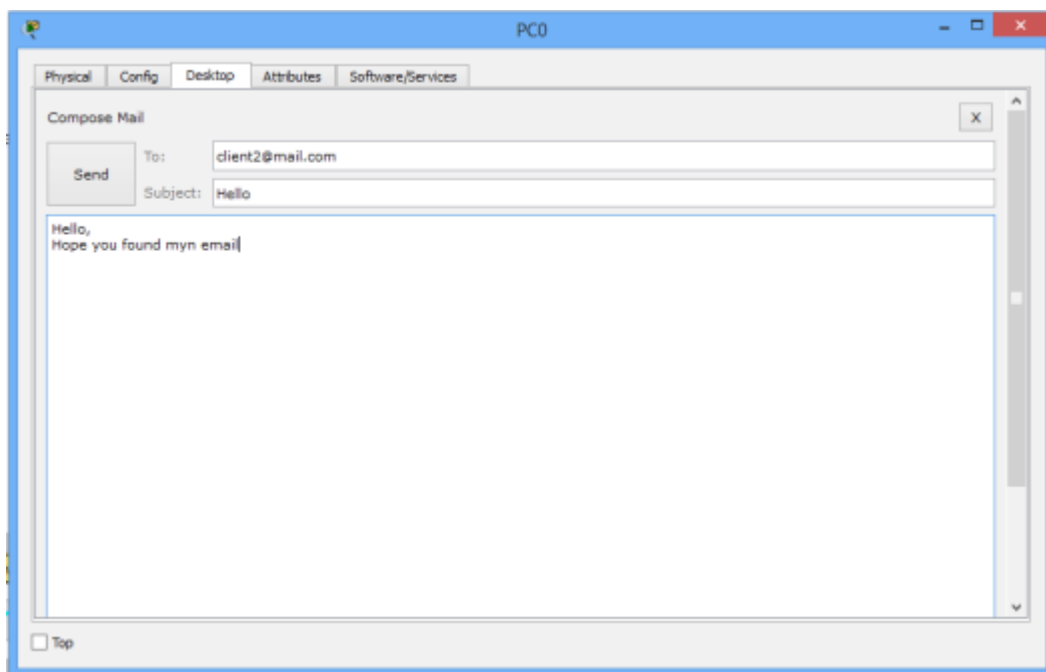 PC0
Physical Config Desktop Attributes Software/Services
Compose Mail
X
Send
To: client2@mail.com
Subject: Hello
Hello,
Hope you found myn email
Top